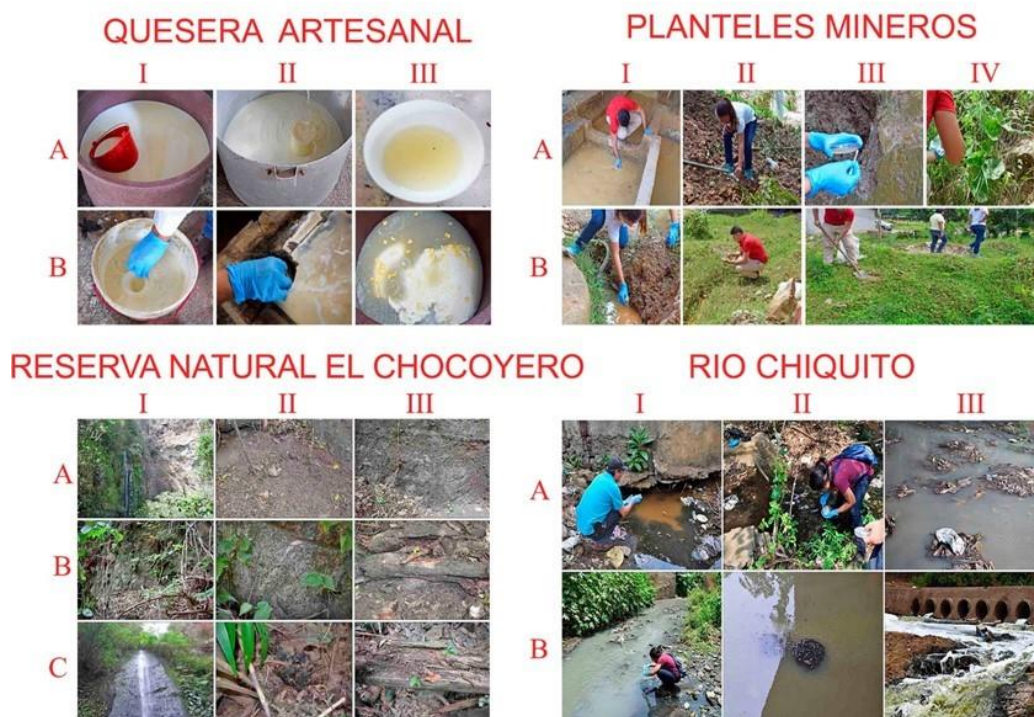 QUESERA ARTESANAL
I II III
A
B
PLANTELES MINEROS
I II III IV
A
B
RESERVA NATURAL EL CHOCOYERO
I II III
A
B
C
RIO CHIQUITO
I II III
A
B